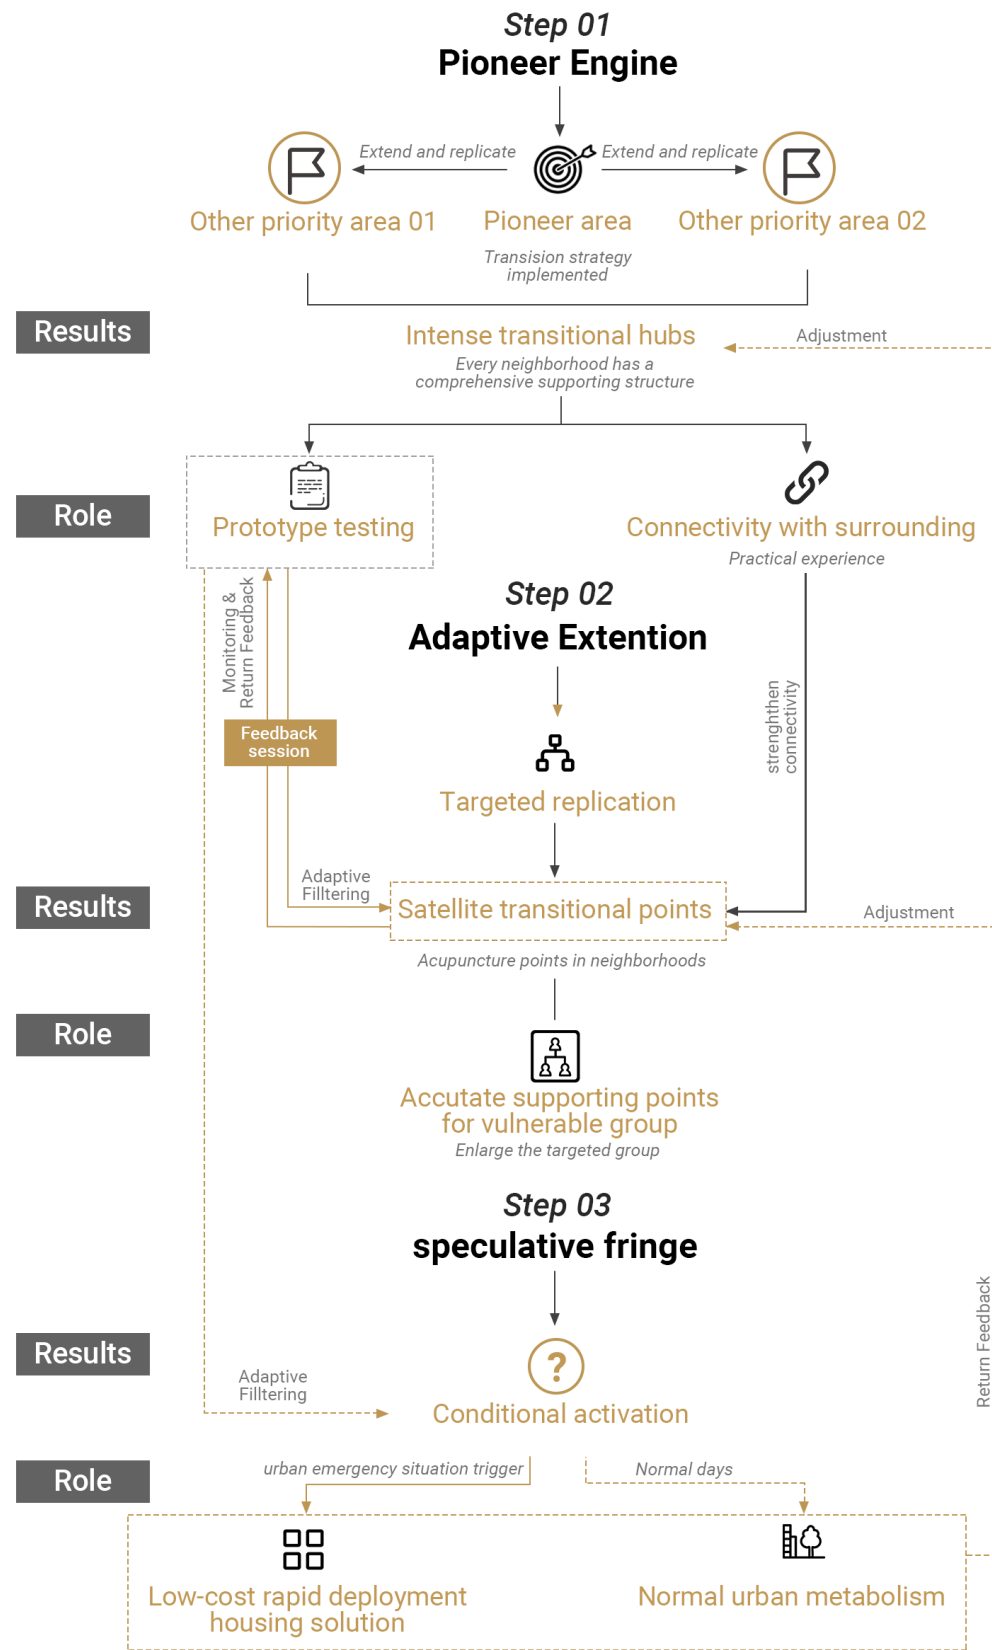 Step 01
Pioneer Engine
Extend and replicate
Extend and replicate
Other priority area 01
Pioneer area
Other priority area 02
Transision strategy
implemented
Results
Intense transitional hubs
Adjustment
Every neighborhood has a
comprehensive supporting structure
Role
Prototype testing
Connectivity with surrounding
Practical experience
Monitoring &
Return Feedback
Step 02
Adaptive Extention
strenghthen
connectivity
Feedback
session
Targeted replication
Adaptive
Filltering
Results
Satellite transitional points
Adjustment
Acupuncture points in neighborhoods
Role
Accutate supporting points
for vulnerable group
Enlarge the targeted group
Step 03
speculative fringe
Return Feedback
Results
?
Adaptive
Filltering
Conditional activation
Role
urban emergency situation trigger
Normal days
Low-cost rapid deployment
housing solution
Normal urban metabolism